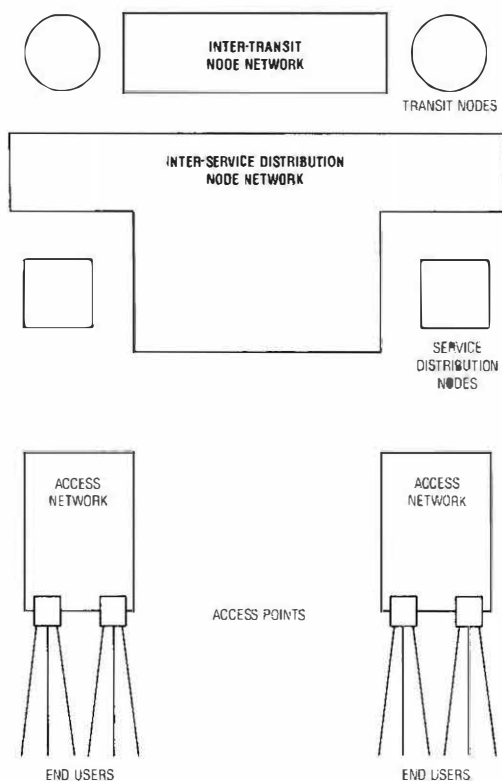 INTER-TRANSIT
NODE NETWORK
TRANSIT NODES
INTER-SERVICE DISTRIBUTION
NODE NETWORK
SERVICE
DISTRIBUTION
NODES
ACCESS
NETWORK
ACCESS
NETWORK
ACCESS POINTS
END USERS
END USERS